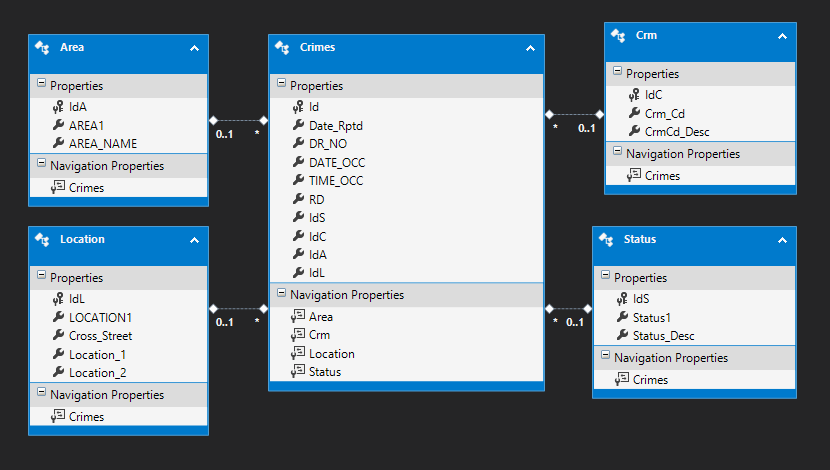 Area
Properties
IdA
AREA1
AREA_NAME
Navigation Properties
Crimes
0..1
*
Crimes
Properties
Id
Date_Rptd
DR_NO
DATE_OCC
TIME_OCC
RD
IdS
IdC
IdA
IdL
Navigation Properties
Area
Crm
Location
Status
*
0..1
Crm
Properties
IdC
Crm_Cd
CrmCd_Desc
Navigation Properties
Crimes
Location
Properties
IdL
LOCATION1
Cross_Street
Location_1
Location_2
Navigation Properties
Crimes
0..1
*
*
0..1
Status
Properties
IdS
Status1
Status_Desc
Navigation Properties
Crimes